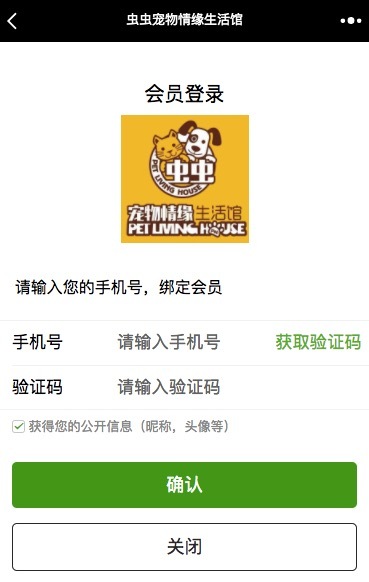 虫虫宠物情缘生活馆
会员登录
虫虫
PET LIVING HOUSE
宠物情缘生活馆
PET LIVING HOUSE
请输入您的手机号，绑定会员
手机号 请输入手机号 获取验证码
验证码 请输入验证码
获得您的公开信息（昵称，头像等）
确认
关闭